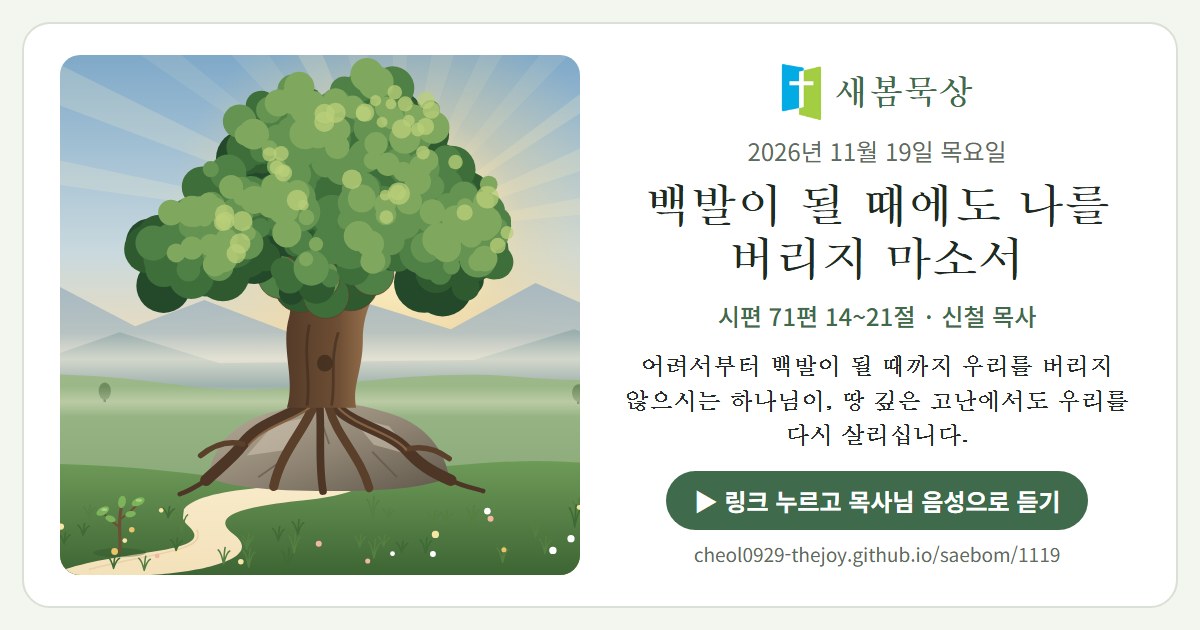 새봄묵상
2026년 11월 19일 목요일
백발이 될 때에도 나를
버리지 마소서
시편 71편 14~21절 · 신철 목사
어려서부터 백발이 될 때까지 우리를 버리지
않으시는 하나님이, 땅 깊은 고난에서도 우리를
다시 살리십니다.
▶ 링크 누르고 목사님 음성으로 듣기
cheol0929-thejoy.github.io/saebom/1119